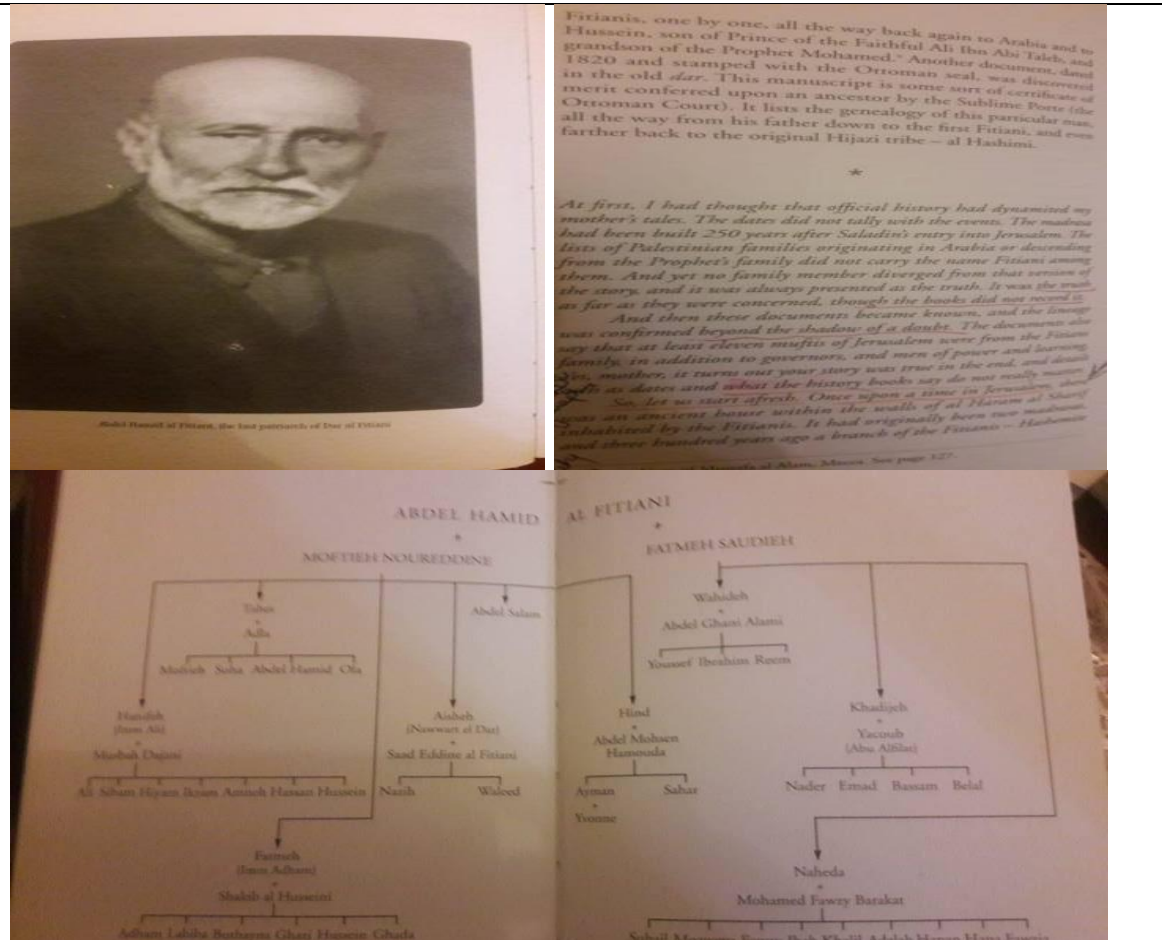 Abdel Hamid al Fitiani, the last patriarch of Dar al Fitiani
Fitianis, one by one, all the way back again to Arabia and to
Hussein, son of Prince of the Faithful Ali Ibn Abi Taleb, and
grandson of the Prophet Mohamed.* Another document, dated
1820 and stamped with the Ottoman seal, was discovered
in the old dar. This manuscript is some sort of certificate of
merit conferred upon an ancestor by the Sublime Porte (the
Ottoman Court). It lists the genealogy of this particular man,
all the way from his father down to the first Fitiani, and even
farther back to the original Hijazi tribe – al Hashimi.
*
At first, I had thought that official history had dynamited my
mother's tales. The dates did not tally with the events. The madrasa
had been built 250 years after Saladin's entry into Jerusalem. The
lists of Palestinian families originating in Arabia or descending
from the Prophet's family did not carry the name Fitiani among
them. And yet no family member diverged from that version of
the story, and it was always presented as the truth. It was the truth
as far as they were concerned, though the books did not record it.
And then these documents became known, and the lineage
was confirmed beyond the shadow of a doubt. The documents also
say that at least eleven muftis of Jerusalem were from the Fitiani
family, in addition to governors, and men of power and learning.
Yes, mother, it turns out your story was true in the end, and details
such as dates and what the history books say do not really matter.
So, let us start afresh. Once upon a time in Jerusalem, there
was an ancient house within the walls of al Haram al Sharif
inhabited by the Fitianis. It had originally been two madrasas,
and three hundred years ago a branch of the Fitianis – Hashemite
al Alam, See page 127.
ABDEL HAMID AL FITIANI
+
MOFTIEH NOUREDDINE
FATMEH SAUDIEH
Taher
+
Adla
Moftieh Soha Abdel Hamid Ola
Abdel Salam
Wahideh
+
Abdel Ghani Alami
Youssef Ibrahim Reem
(Imm Ali)
+
Musbah Dajani
Ali Siham Hiyam Ikram Amneh Hassan Hussein
Aisheh
(Nawwart el Dar)
+
Saad Eddine al Fitiani
Nazih Waleed
Hind
+
Abdel Mohsen
Hamouda
Ayman Sahar
+
Yvonne
Khadijeh
+
Yacoub
(Abu Alfilat)
Nader Emad Bassam Belal
Fatmeh
(Imm Adham)
+
Shakib al Husseini
Adham Labiba Buthayna Ghazi Hussein Ghada
Naheda
+
Mohamed Fawzy Barakat
Suhail Fawzy Khalil Adalah Hanan Hana Fawzia